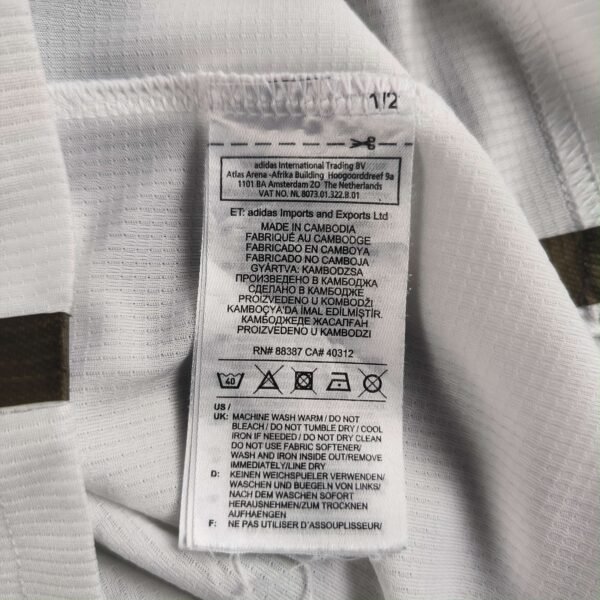 1/2
adidas International Trading BV
Atlas Arena -Afrika Building Hoogoorddreef 9a
1101 BA Amsterdam ZO The Netherlands
VAT NO. NL 8073.01.322.B.01
ET: adidas Imports and Exports Ltd
MADE IN CAMBODIA
FABRIQUÉ AU CAMBODGE
FABRICADO EN CAMBOYA
FABRICADO NO CAMBOJA
GYÁRTVA: KAMBODZSA
ПРОИЗВЕДЕНО В КАМБОДЖА
СДЕЛАНО В КАМБОДЖЕ
PROIZVEDENO U KOMBODŽI
KAMBOÇYA'DA İMAL EDİLMİŞTİR.
КАМБОДЖЕДЕ ЖАСАЛҒАН
PROIZVEDENO U KAMBODZI
RN# 88387 CA# 40312
40
US /
UK: MACHINE WASH WARM / DO NOT
BLEACH / DO NOT TUMBLE DRY / COOL
IRON IF NEEDED / DO NOT DRY CLEAN
DO NOT USE FABRIC SOFTENER/
WASH AND IRON INSIDE OUT/REMOVE
IMMEDIATELY/LINE DRY
D: KEINEN WEICHSPUELER VERWENDEN/
WASCHEN UND BUEGELN VON LINKS/
NACH DEM WASCHEN SOFORT
HERAUSNEHMEN/ZUM TROCKNEN
AUFHAENGEN
F: NE PAS UTILISER D'ASSOUPLISSEUR/